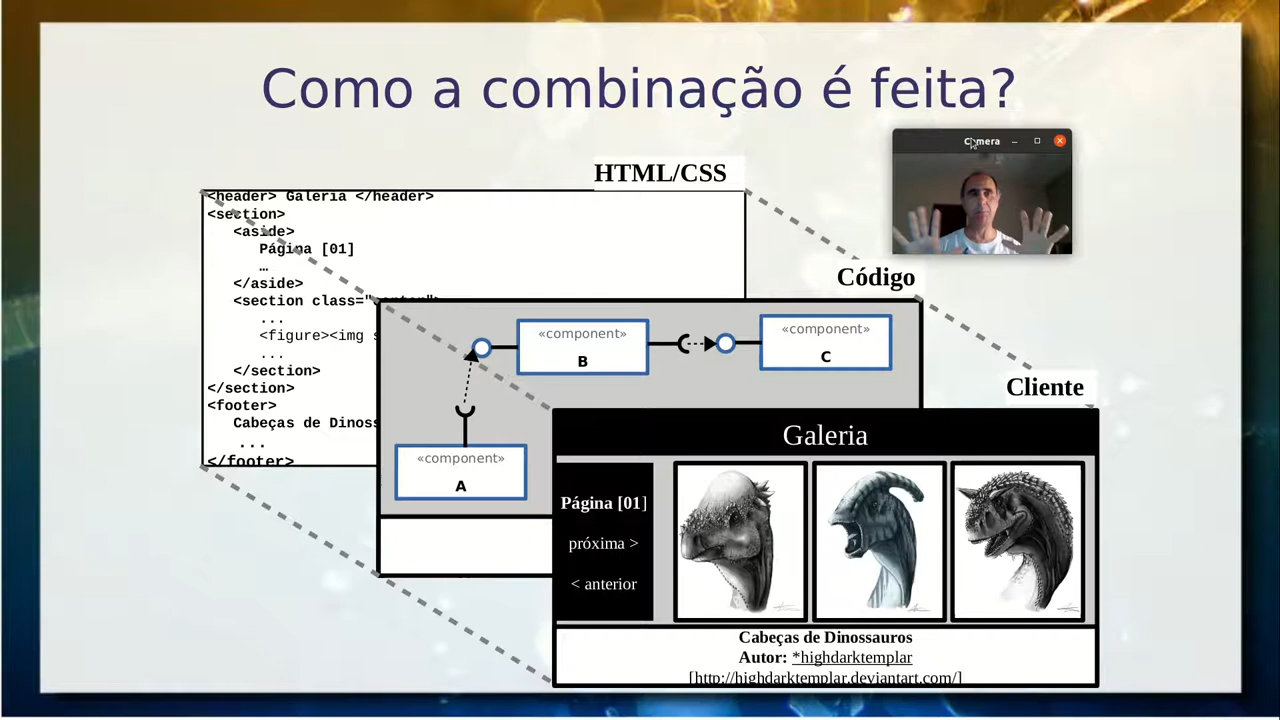 Como a combinação é feita?
HTML/CSS
<header> Galeria </header>
<section>
<aside>
Página [01]
…
</aside>
<section class="
...
<figure><img s
...
</section>
</section>
<footer>
Cabeças de Dinoss
...
</footer>
Camera
Código
«component»
B
«component»
C
«component»
A
Cliente
Galeria
Página [01]
próxima >
< anterior
Cabeças de Dinossauros
Autor: *highdarktemplar
[http://highdarktemplar.deviantart.com/]